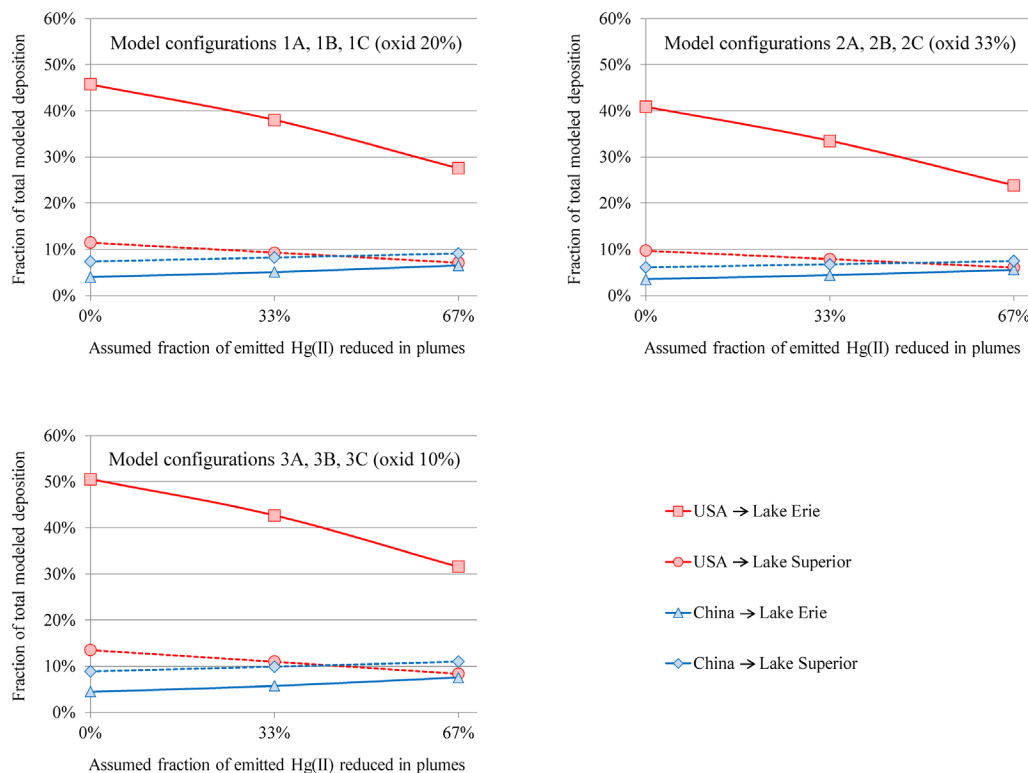 Model configurations 1A, 1B, 1C (oxid 20%)
Fraction of total modeled deposition
60%
50%
40%
30%
20%
10%
0%
0%
33%
67%
Assumed fraction of emitted Hg(II) reduced in plumes
Model configurations 2A, 2B, 2C (oxid 33%)
Fraction of total modeled deposition
60%
50%
40%
30%
20%
10%
0%
0%
33%
67%
Assumed fraction of emitted Hg(II) reduced in plumes
Model configurations 3A, 3B, 3C (oxid 10%)
Fraction of total modeled deposition
60%
50%
40%
30%
20%
10%
0%
0%
33%
67%
Assumed fraction of emitted Hg(II) reduced in plumes
USA → Lake Erie
USA → Lake Superior
China → Lake Erie
China → Lake Superior